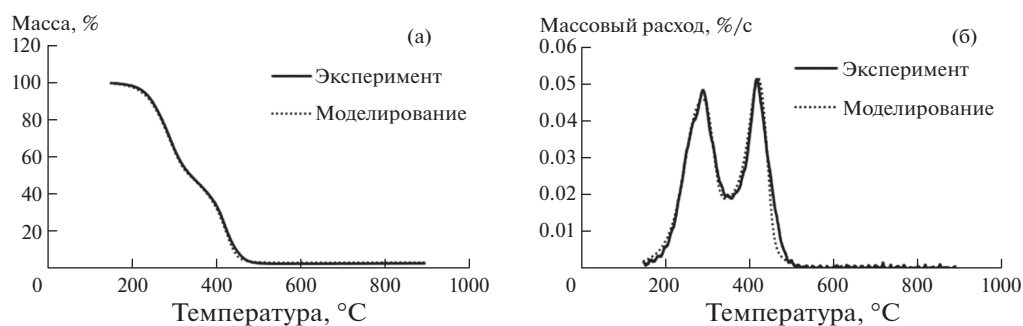 Масса, %
(а)
120
100
80
60
40
20
0
200
400
600
800
1000
Температура, °С
Эксперимент
Моделирование
Массовый расход, %/с
(б)
0.06
0.05
0.04
0.03
0.02
0.01
0
200
400
600
800
1000
Температура, °С
Эксперимент
Моделирование